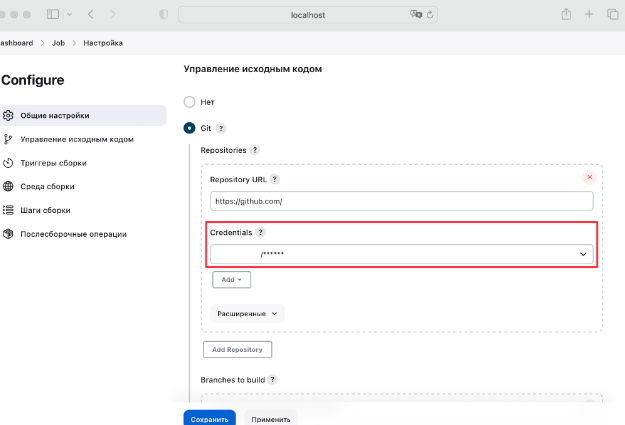 localhost
ashboard > Job > Настройка
Configure
Общие настройки
Управление исходным кодом
Триггеры сборки
Среда сборки
Шаги сборки
Послесборочные операции
Управление исходным кодом
Нет
Git ?
Repositories ?
Repository URL ?
https://github.com/
Credentials ?
/******
Add
Расширенные
Add Repository
Branches to build ?
Сохранить
Применить